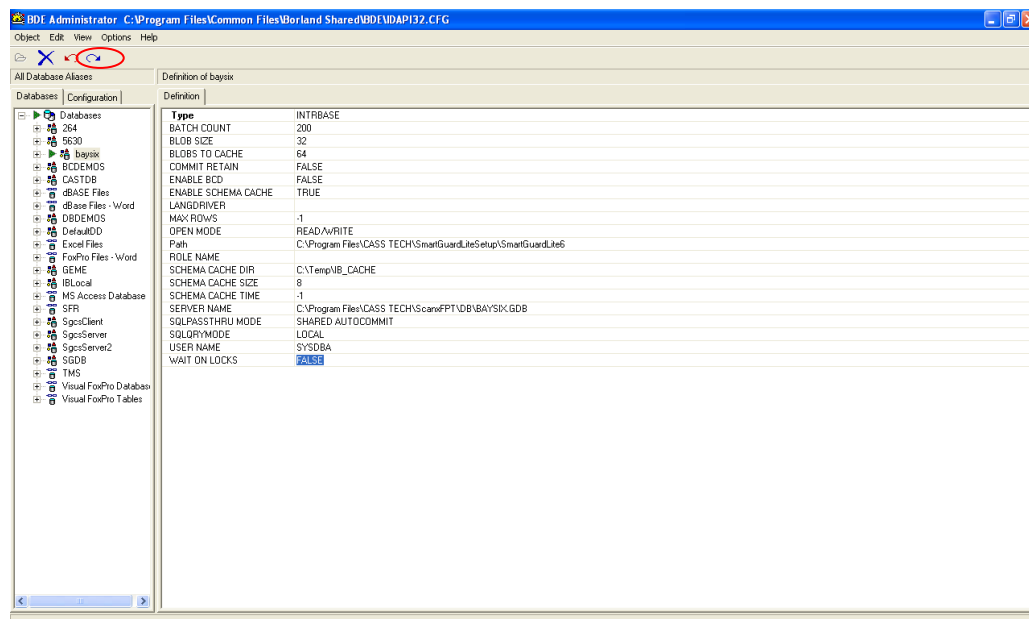 BDE Administrator C:\Program Files\Common Files\Borland Shared\BDE\IDAPI32.CFG
Object Edit View Options Help
All Database Aliases
Definition of baysix
Databases Configuration
Definition
Databases
264
5630
baysix
BCDEMOS
CASTDB
dBASE Files
dBase Files - Word
DBDEMOS
DefaultDD
Excel Files
FoxPro Files - Word
GEME
IBLocal
MS Access Database
SFR
SgcsClient
SgcsServer
SgcsServer2
SGDB
TMS
Visual FoxPro Databas
Visual FoxPro Tables
Type INTRBASE
BATCH COUNT 200
BLOB SIZE 32
BLOBS TO CACHE 64
COMMIT RETAIN FALSE
ENABLE BCD FALSE
ENABLE SCHEMA CACHE TRUE
LANGDRIVER
MAX ROWS -1
OPEN MODE READ/WRITE
Path C:\Program Files\CASS TECH\SmartGuardLiteSetup\SmartGuardLite6
ROLE NAME
SCHEMA CACHE DIR C:\Temp\IB_CACHE
SCHEMA CACHE SIZE 8
SCHEMA CACHE TIME -1
SERVER NAME C:\Program Files\CASS TECH\ScanxFPT\DB\BAYSIX.GDB
SQLPASSTHRU MODE SHARED AUTOCOMMIT
SQLQRYMODE LOCAL
USER NAME SYSDBA
WAIT ON LOCKS FALSE